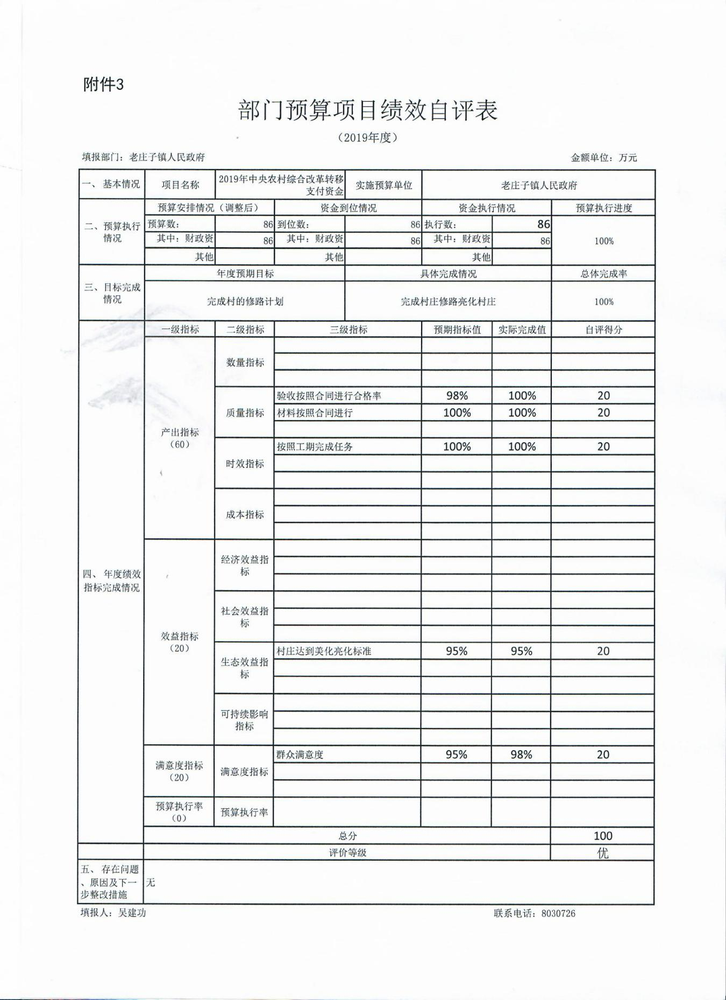 附件3
部门预算项目绩效自评表
（2019年度）
填报部门：老庄子镇人民政府 金额单位：万元
一、 基本情况 项目名称 2019年中央农村综合改革转移支付资金 实施预算单位 老庄子镇人民政府
二、预算执行情况 预算安排情况（调整后） 资金到位情况 资金执行情况 预算执行进度
预算数： 86 到位数： 86 执行数： 86 100%
其中：财政资 86 其中：财政资 86 其中：财政资 86
其他 其他 其他
三、目标完成情况 年度预期目标 具体完成情况 总体完成率
完成村的修路计划 完成村庄修路亮化村庄 100%
四、 年度绩效指标完成情况 一级指标 二级指标 三级指标 预期指标值 实际完成值 自评得分
产出指标（60） 数量指标
质量指标 验收按照合同进行合格率 98% 100% 20
材料按照合同进行 100% 100% 20
时效指标 按照工期完成任务 100% 100% 20
成本指标
效益指标（20） 经济效益指标
社会效益指标
生态效益指标 村庄达到美化亮化标准 95% 95% 20
可持续影响指标
满意度指标（20） 满意度指标 群众满意度 95% 98% 20
预算执行率（0） 预算执行率
总分 100
评价等级 优
五、 存在问题、原因及下一步整改措施 无
填报人：吴建功 联系电话：8030726